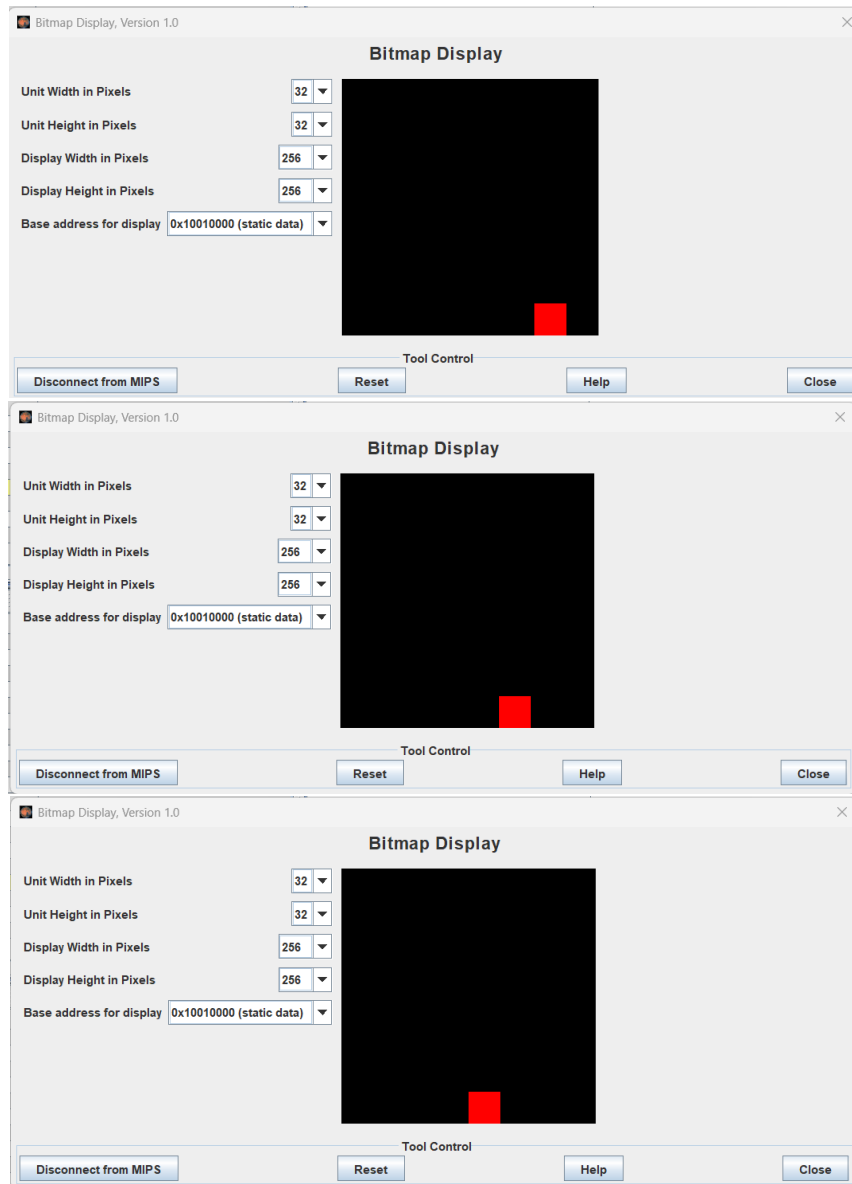 Bitmap Display, Version 1.0
Bitmap Display
Unit Width in Pixels 32
Unit Height in Pixels 32
Display Width in Pixels 256
Display Height in Pixels 256
Base address for display 0x10010000 (static data)
Tool Control
Disconnect from MIPS Reset Help Close
Bitmap Display, Version 1.0
Bitmap Display
Unit Width in Pixels 32
Unit Height in Pixels 32
Display Width in Pixels 256
Display Height in Pixels 256
Base address for display 0x10010000 (static data)
Tool Control
Disconnect from MIPS Reset Help Close
Bitmap Display, Version 1.0
Bitmap Display
Unit Width in Pixels 32
Unit Height in Pixels 32
Display Width in Pixels 256
Display Height in Pixels 256
Base address for display 0x10010000 (static data)
Tool Control
Disconnect from MIPS Reset Help Close